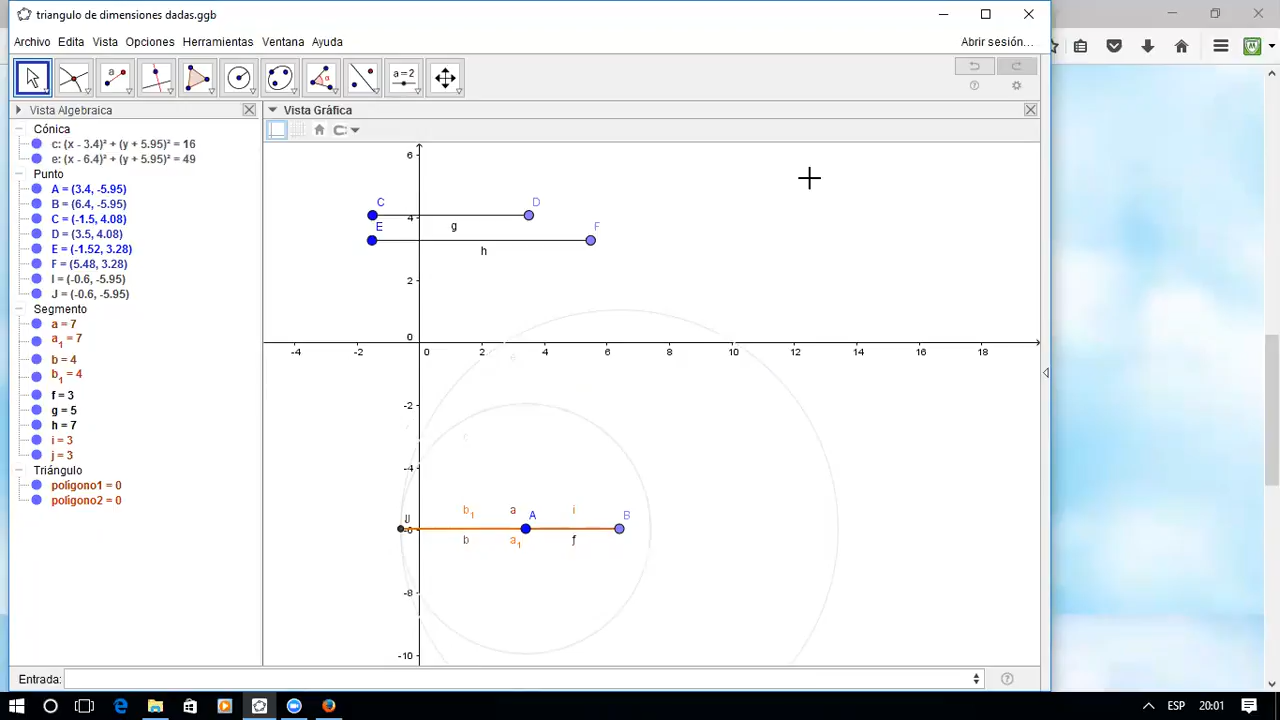 triangulo de dimensiones dadas.ggb
Archivo Edita Vista Opciones Herramientas Ventana Ayuda Abrir sesión...
a=2
Vista Algebraica
Vista Gráfica
Cónica
c: (x - 3.4)² + (y + 5.95)² = 16
e: (x - 6.4)² + (y + 5.95)² = 49
Punto
A = (3.4, -5.95)
B = (6.4, -5.95)
C = (-1.5, 4.08)
D = (3.5, 4.08)
E = (-1.52, 3.28)
F = (5.48, 3.28)
I = (-0.6, -5.95)
J = (-0.6, -5.95)
Segmento
a = 7
a₁ = 7
b = 4
b₁ = 4
f = 3
g = 5
h = 7
i = 3
j = 3
Triángulo
polígono1 = 0
polígono2 = 0
6
C D
4
g
E F
h
2
0
-4 -2 0 2 4 6 8 10 12 14 16 18
e
-2
c
-4
b₁ a i
J A B
-6
b a₁ f
-8
-10
Entrada:
ESP 20:01